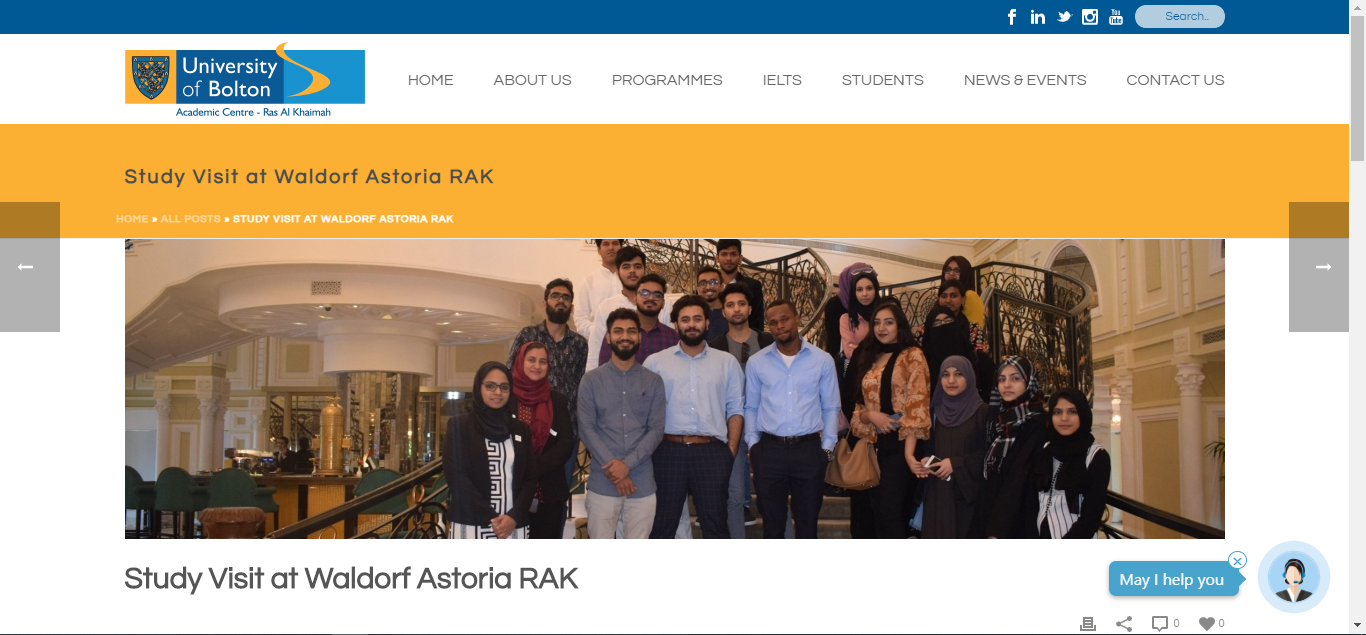 You Tube
Search..
University
of Bolton
Academic Centre - Ras Al Khaimah
HOME ABOUT US PROGRAMMES IELTS STUDENTS NEWS & EVENTS CONTACT US
Study Visit at Waldorf Astoria RAK
HOME » ALL POSTS » STUDY VISIT AT WALDORF ASTORIA RAK
Study Visit at Waldorf Astoria RAK
May I help you
0 0